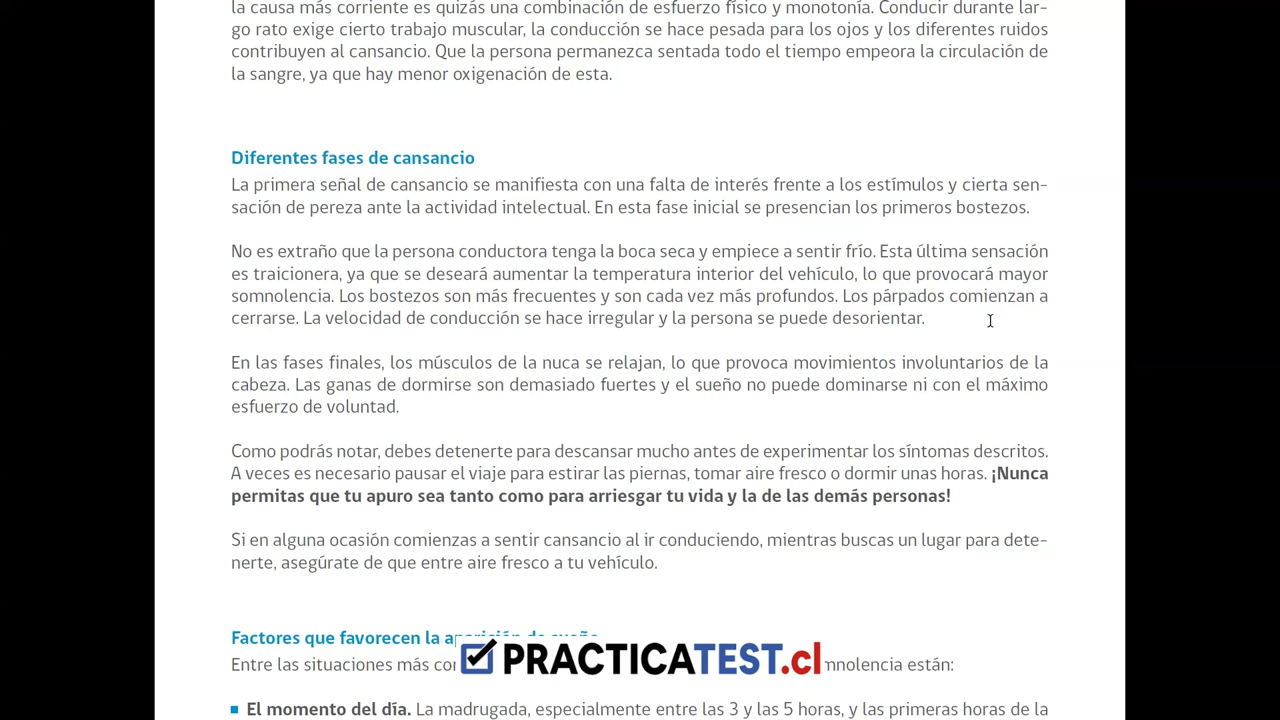 la causa más corriente es quizás una combinación de esfuerzo físico y monotonía. Conducir durante lar-
go rato exige cierto trabajo muscular, la conducción se hace pesada para los ojos y los diferentes ruidos
contribuyen al cansancio. Que la persona permanezca sentada todo el tiempo empeora la circulación de
la sangre, ya que hay menor oxigenación de esta.
Diferentes fases de cansancio
La primera señal de cansancio se manifiesta con una falta de interés frente a los estímulos y cierta sen-
sación de pereza ante la actividad intelectual. En esta fase inicial se presencian los primeros bostezos.
No es extraño que la persona conductora tenga la boca seca y empiece a sentir frío. Esta última sensación
es traicionera, ya que se deseará aumentar la temperatura interior del vehículo, lo que provocará mayor
somnolencia. Los bostezos son más frecuentes y son cada vez más profundos. Los párpados comienzan a
cerrarse. La velocidad de conducción se hace irregular y la persona se puede desorientar.
En las fases finales, los músculos de la nuca se relajan, lo que provoca movimientos involuntarios de la
cabeza. Las ganas de dormirse son demasiado fuertes y el sueño no puede dominarse ni con el máximo
esfuerzo de voluntad.
Como podrás notar, debes detenerte para descansar mucho antes de experimentar los síntomas descritos.
A veces es necesario pausar el viaje para estirar las piernas, tomar aire fresco o dormir unas horas. ¡Nunca
permitas que tu apuro sea tanto como para arriesgar tu vida y la de las demás personas!
Si en alguna ocasión comienzas a sentir cansancio al ir conduciendo, mientras buscas un lugar para dete-
nerte, asegúrate de que entre aire fresco a tu vehículo.
Factores que favorecen la aparición de sueño
Entre las situaciones más están:
PRACTICATEST.cl
El momento del día. La madrugada, especialmente entre las 3 y las 5 horas, y las primeras horas de la